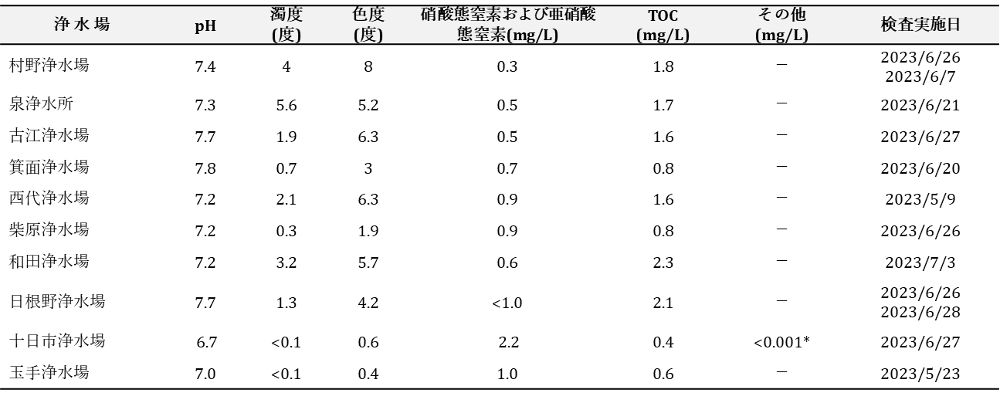 浄 水 場 pH 濁度(度) 色度(度) 硝酸態窒素および亜硝酸態窒素(mg/L) TOC(mg/L) その他(mg/L) 検査実施日
村野浄水場 7.4 4 8 0.3 1.8 － 2023/6/26 2023/6/7
泉浄水所 7.3 5.6 5.2 0.5 1.7 － 2023/6/21
古江浄水場 7.7 1.9 6.3 0.5 1.6 － 2023/6/27
箕面浄水場 7.8 0.7 3 0.7 0.8 － 2023/6/20
西代浄水場 7.2 2.1 6.3 0.9 1.6 － 2023/5/9
柴原浄水場 7.2 0.3 1.9 0.9 0.8 － 2023/6/26
和田浄水場 7.2 3.2 5.7 0.6 2.3 － 2023/7/3
日根野浄水場 7.7 1.3 4.2 <1.0 2.1 － 2023/6/26 2023/6/28
十日市浄水場 6.7 <0.1 0.6 2.2 0.4 <0.001* 2023/6/27
玉手浄水場 7.0 <0.1 0.4 1.0 0.6 － 2023/5/23